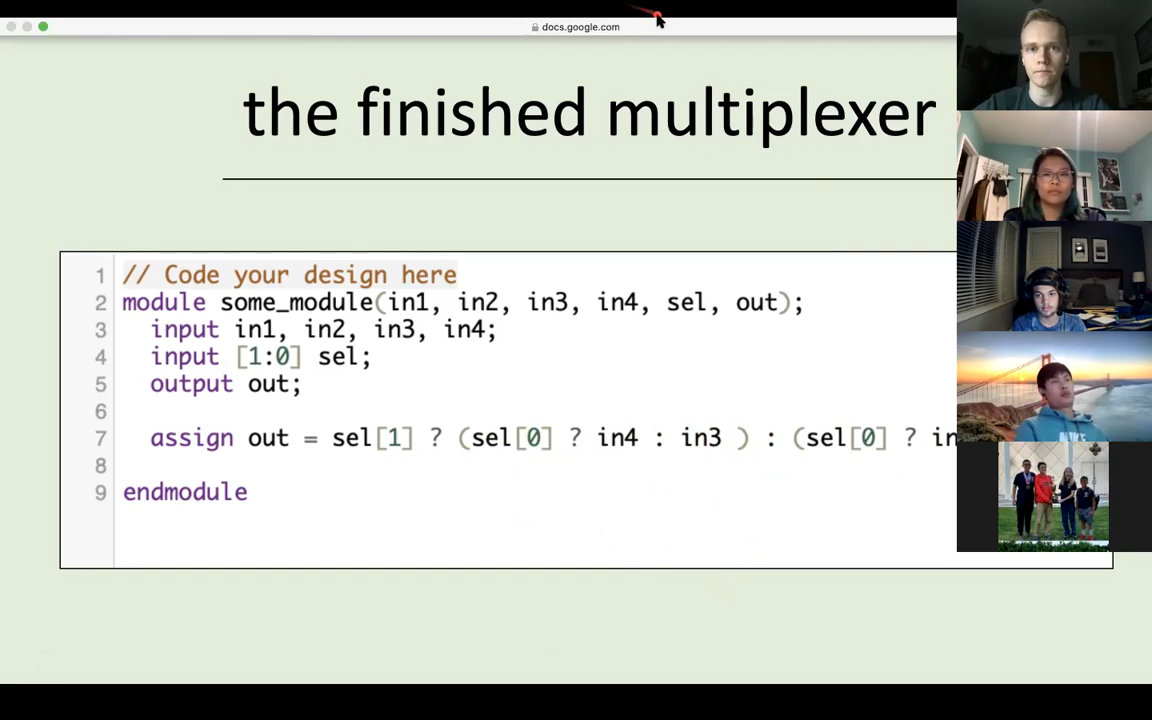 docs.google.com
the finished multiplexer
1 // Code your design here
2 module some_module(in1, in2, in3, in4, sel, out);
3 input in1, in2, in3, in4;
4 input [1:0] sel;
5 output out;
6
7 assign out = sel[1] ? (sel[0] ? in4 : in3 ) : (sel[0] ? in
8
9 endmodule